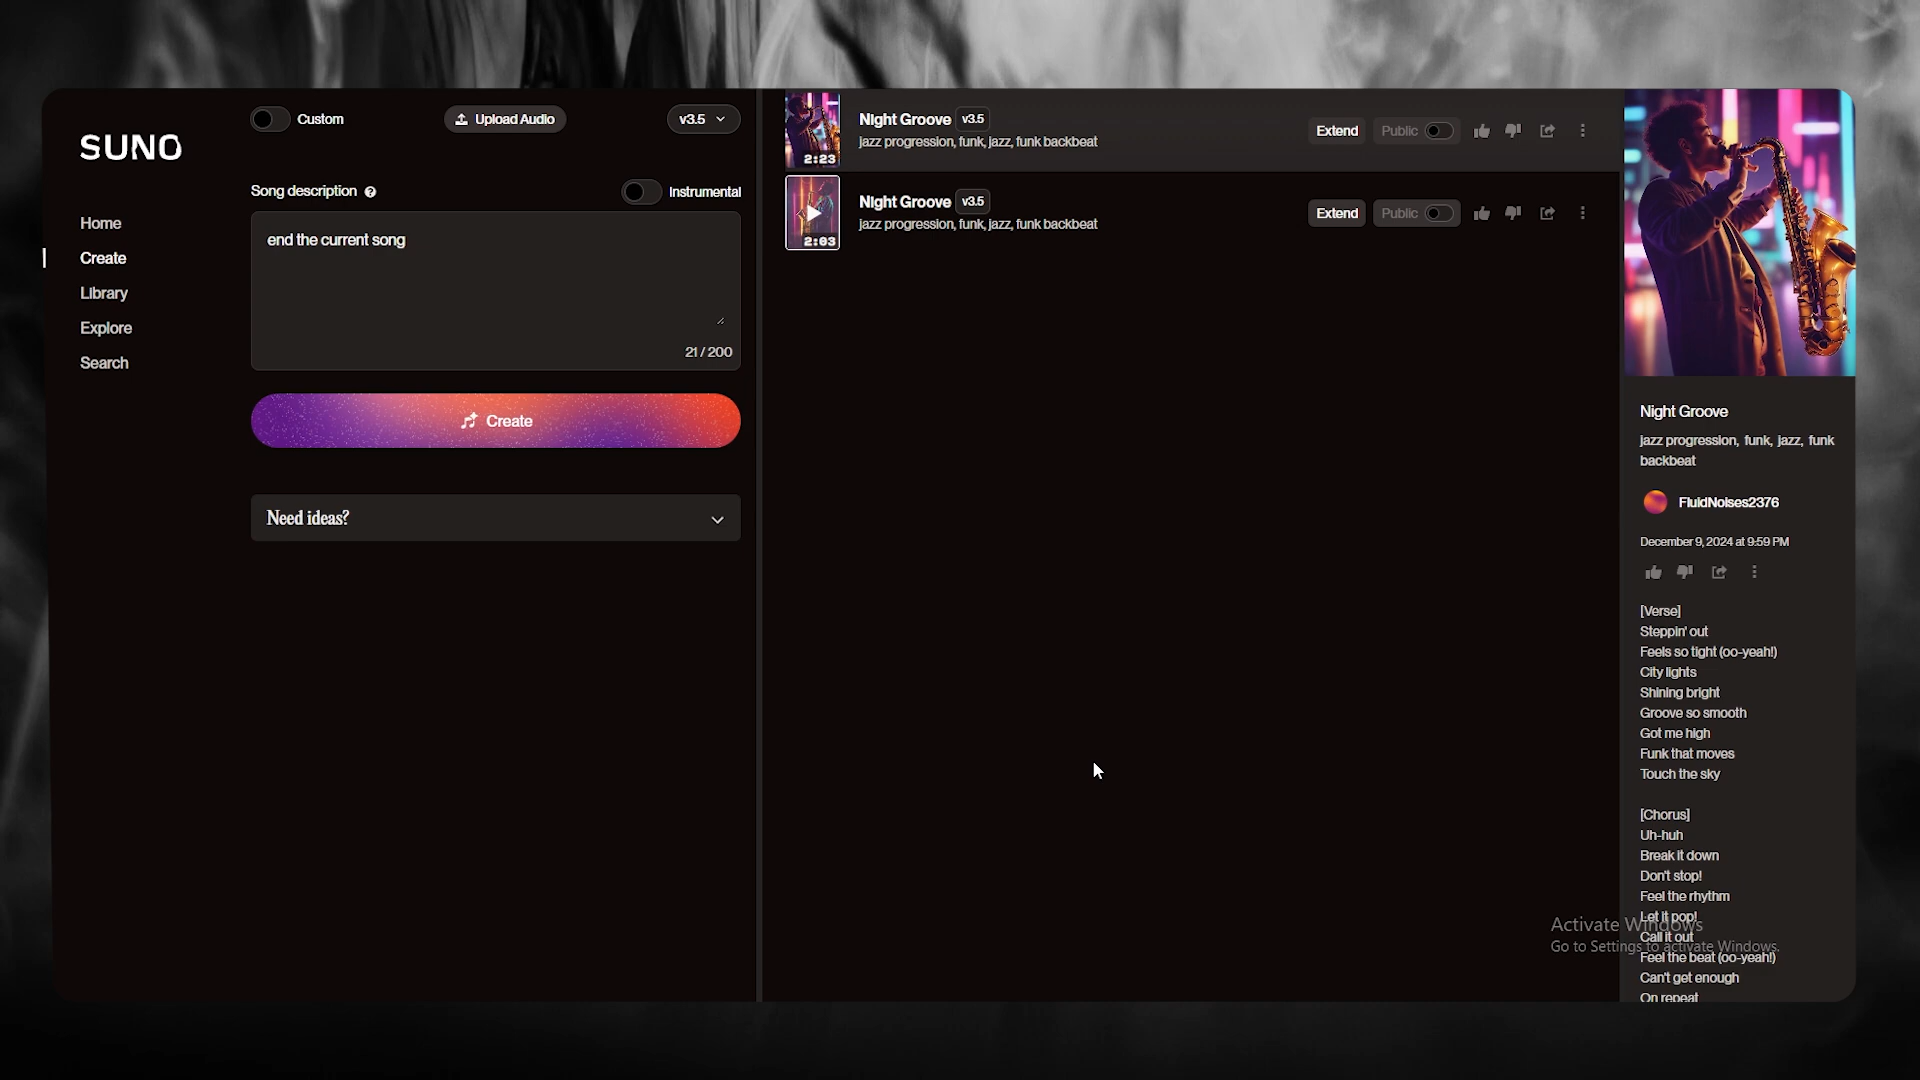 SUNO
Home
Create
Library
Explore
Search
Custom
Upload Audio
v3.5
Song description
Instrumental
end the current song
21 / 200
Create
Need ideas?
Night Groove v3.5
jazz progression, funk, jazz, funk backbeat
2:23
Extend
Public
Night Groove v3.5
jazz progression, funk, jazz, funk backbeat
2:03
Extend
Public
Night Groove
jazz progression, funk, jazz, funk
backbeat
FluidNoises2376
December 9, 2024 at 9:59 PM
[Verse]
Steppin' out
Feels so tight (oo-yeah!)
City lights
Shining bright
Groove so smooth
Got me high
Funk that moves
Touch the sky
[Chorus]
Uh-huh
Break it down
Don't stop!
Feel the rhythm
Let it pop!
Call it out
Feel the beat (oo-yeah!)
Can't get enough
On repeat
Activate Windows
Go to Settings to activate Windows.